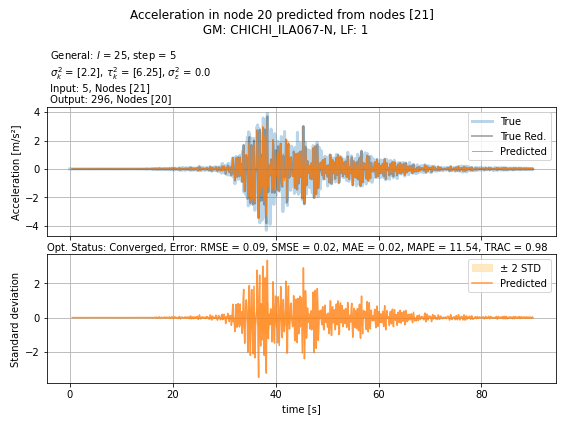 Acceleration in node 20 predicted from nodes [21]
GM: CHICHI_ILA067-N, LF: 1
General: l = 25, step = 5
σ²ₖ = [2.2], τ²ₖ = [6.25], σ²ε = 0.0
Input: 5, Nodes [21]
Output: 296, Nodes [20]
Acceleration [m/s²]
4
2
0
−2
−4
True
True Red.
Predicted
Opt. Status: Converged, Error: RMSE = 0.09, SMSE = 0.02, MAE = 0.02, MAPE = 11.54, TRAC = 0.98
Standard deviation
2
0
−2
± 2 STD
Predicted
0 20 40 60 80
time [s]